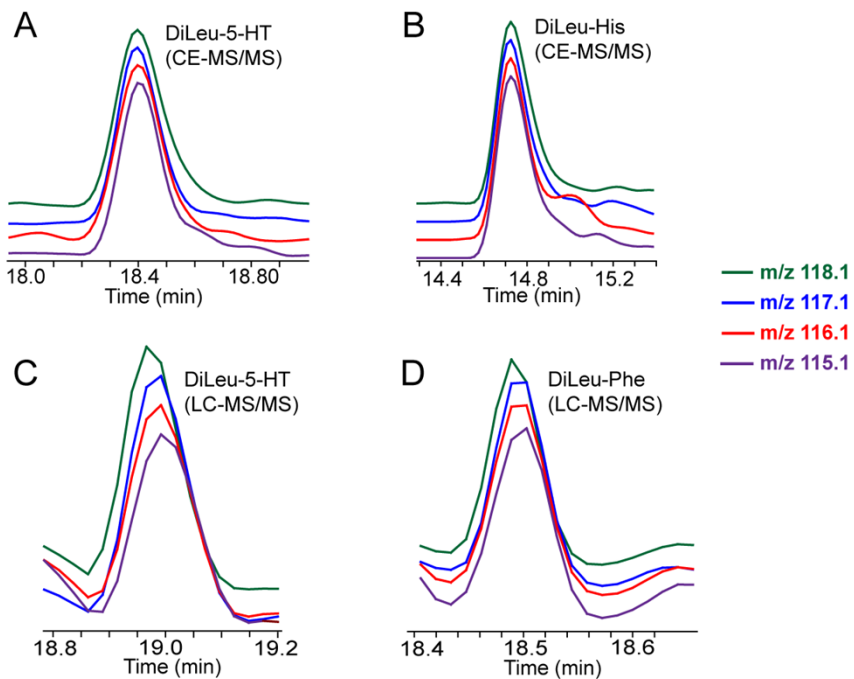 A
DiLeu-5-HT
(CE-MS/MS)
18.0 18.4 18.80
Time (min)
B
DiLeu-His
(CE-MS/MS)
14.4 14.8 15.2
Time (min)
m/z 118.1
m/z 117.1
m/z 116.1
m/z 115.1
C
DiLeu-5-HT
(LC-MS/MS)
18.8 19.0 19.2
Time (min)
D
DiLeu-Phe
(LC-MS/MS)
18.4 18.5 18.6
Time (min)